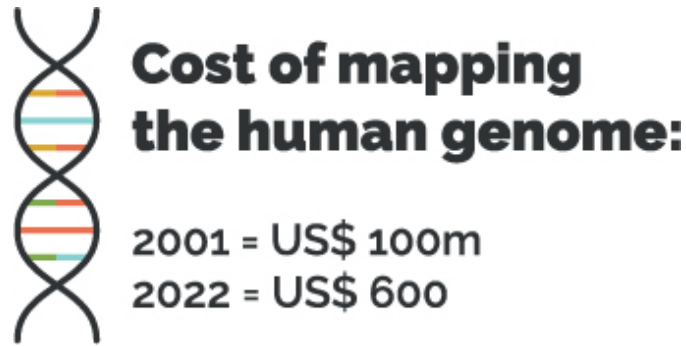 Cost of mapping
the human genome:
2001 = US$ 100m
2022 = US$ 600